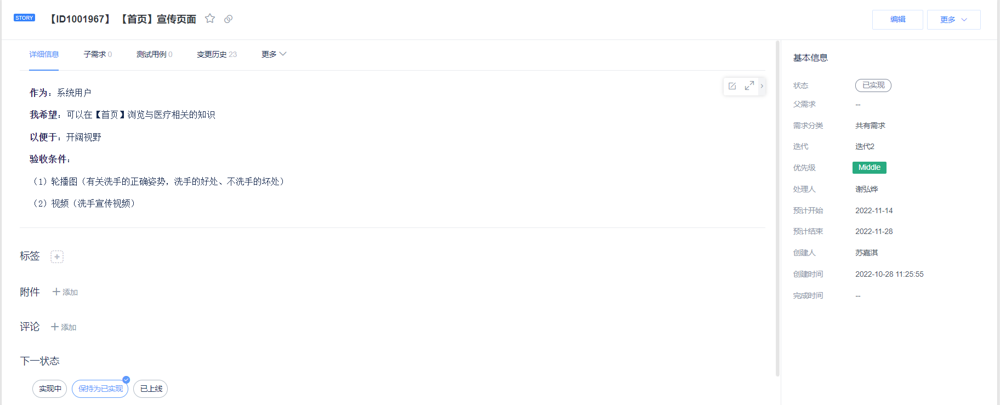 STORY 【ID1001967】 【首页】宣传页面
编辑 更多
详细信息 子需求 0 测试用例 0 变更历史 23 更多
作为：系统用户
我希望：可以在【首页】浏览与医疗相关的知识
以便于：开阔视野
验收条件：
（1）轮播图（有关洗手的正确姿势，洗手的好处、不洗手的坏处）
（2）视频（洗手宣传视频）
标签
附件 添加
评论 添加
下一状态
实现中 保持为已实现 已上线
基本信息
状态 已实现
父需求 --
需求分类 共有需求
迭代 迭代2
优先级 Middle
处理人 谢弘烨
预计开始 2022-11-14
预计结束 2022-11-28
创建人 苏嘉淇
创建时间 2022-10-28 11:25:55
完成时间 --